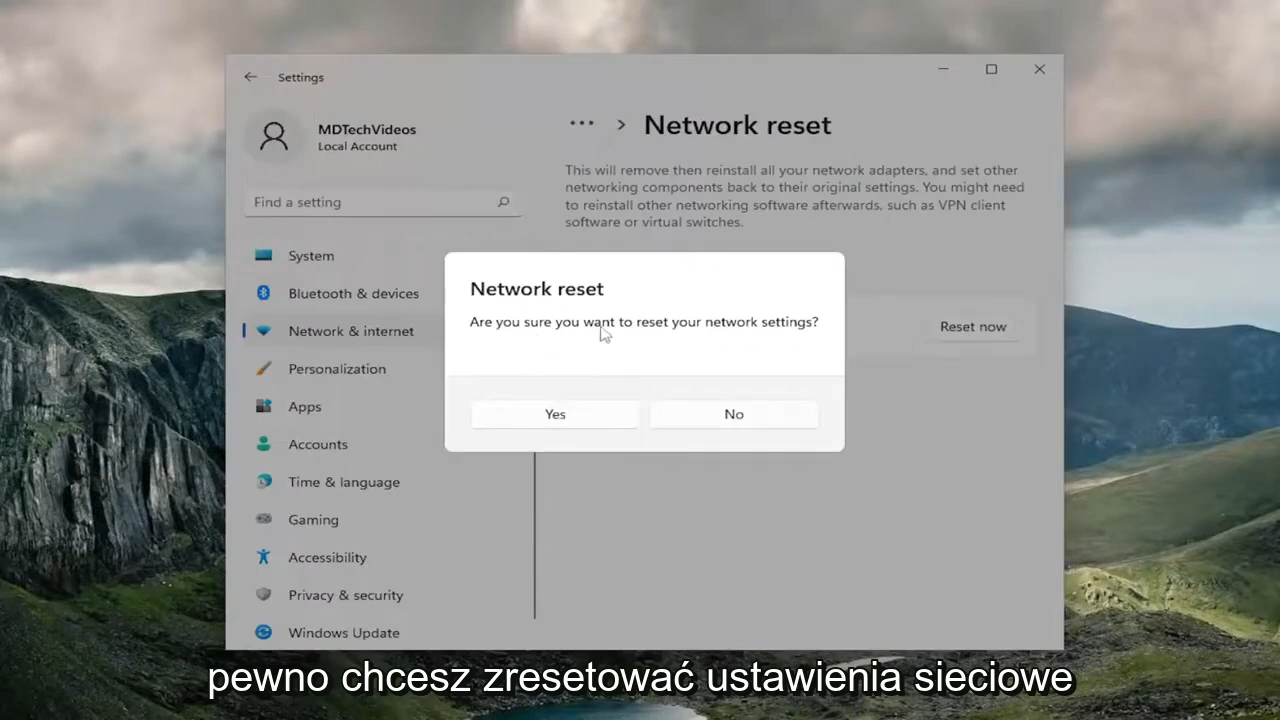 Settings
MDTechVideos
Local Account
Find a setting
System
Bluetooth & devices
Network & internet
Personalization
Apps
Accounts
Time & language
Gaming
Accessibility
Privacy & security
Windows Update
... > Network reset
This will remove then reinstall all your network adapters, and set other
networking components back to their original settings. You might need
to reinstall other networking software afterwards, such as VPN client
software or virtual switches.
Reset now
Network reset
Are you sure you want to reset your network settings?
Yes
No
pewno chcesz zresetować ustawienia sieciowe